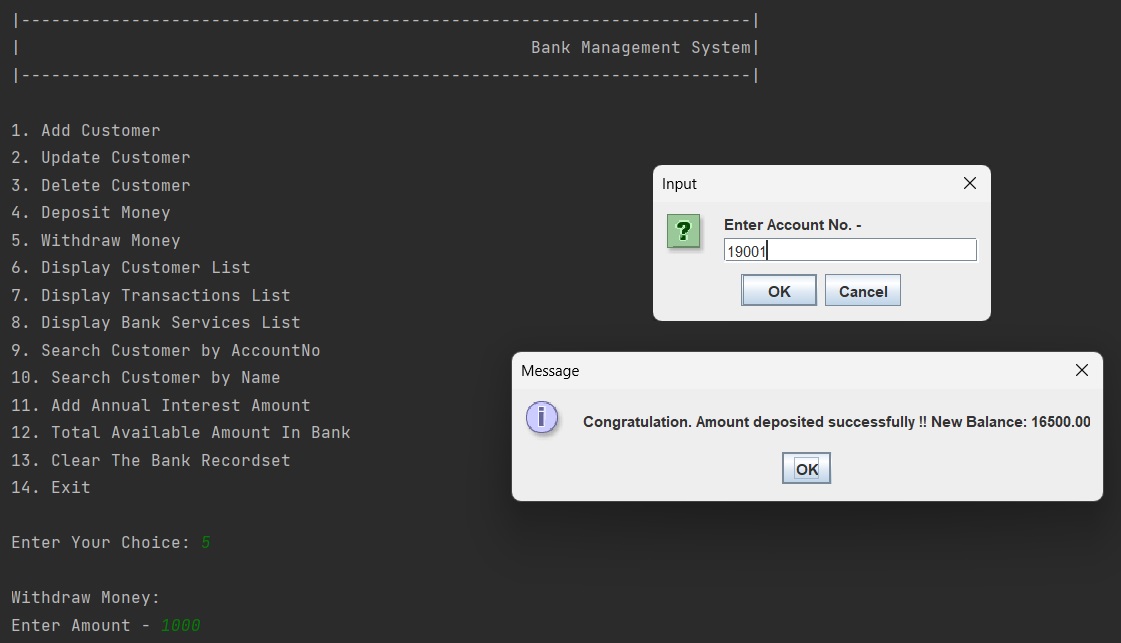 |-------------------------------------------------------------------------|
| Bank Management System|
|-------------------------------------------------------------------------|
1. Add Customer
2. Update Customer
3. Delete Customer
4. Deposit Money
5. Withdraw Money
6. Display Customer List
7. Display Transactions List
8. Display Bank Services List
9. Search Customer by AccountNo
10. Search Customer by Name
11. Add Annual Interest Amount
12. Total Available Amount In Bank
13. Clear The Bank Recordset
14. Exit
Enter Your Choice: 5
Withdraw Money:
Enter Amount - 1000
Input
?
Enter Account No. -
19001
OK Cancel
Message
i
Congratulation. Amount deposited successfully !! New Balance: 16500.00
OK